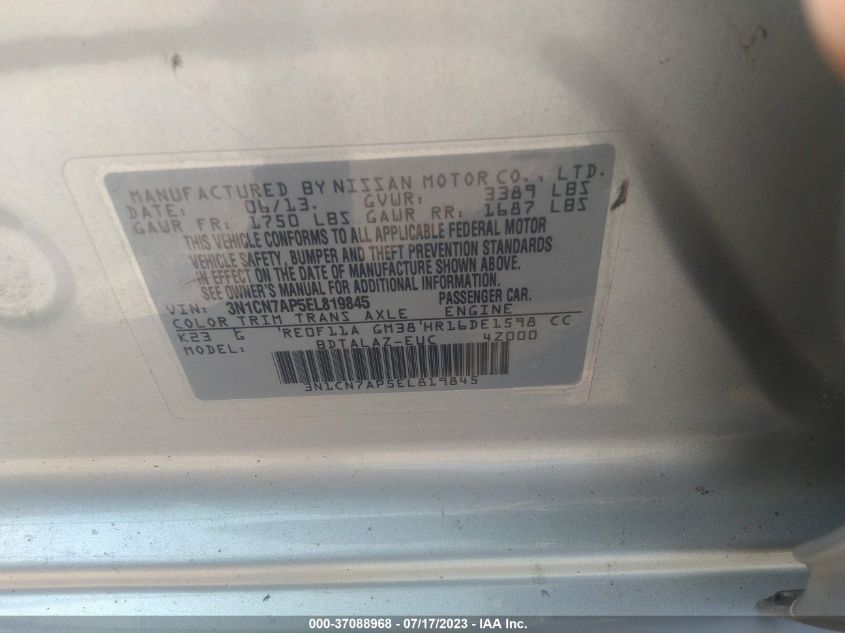 MANUFACTURED BY NISSAN MOTOR CO., LTD.
DATE: 06/13. GVWR: 3389 LBS
GAWR FR: 1750 LBS GAWR RR: 1687 LBS
THIS VEHICLE CONFORMS TO ALL APPLICABLE FEDERAL MOTOR
VEHICLE SAFETY, BUMPER AND THEFT PREVENTION STANDARDS
IN EFFECT ON THE DATE OF MANUFACTURE SHOWN ABOVE.
SEE OWNER'S MANUAL FOR ADDITIONAL INFORMATION.
VIN: 3N1CN7AP5EL819845 PASSENGER CAR.
COLOR TRIM TRANS AXLE ENGINE
K23 G RE0F11A GM38 HR16DE1598 CC
MODEL: BDTALAZ-EUC 4Z000
3N1CN7AP5EL819845
000-37088968 - 07/17/2023 - IAA Inc.